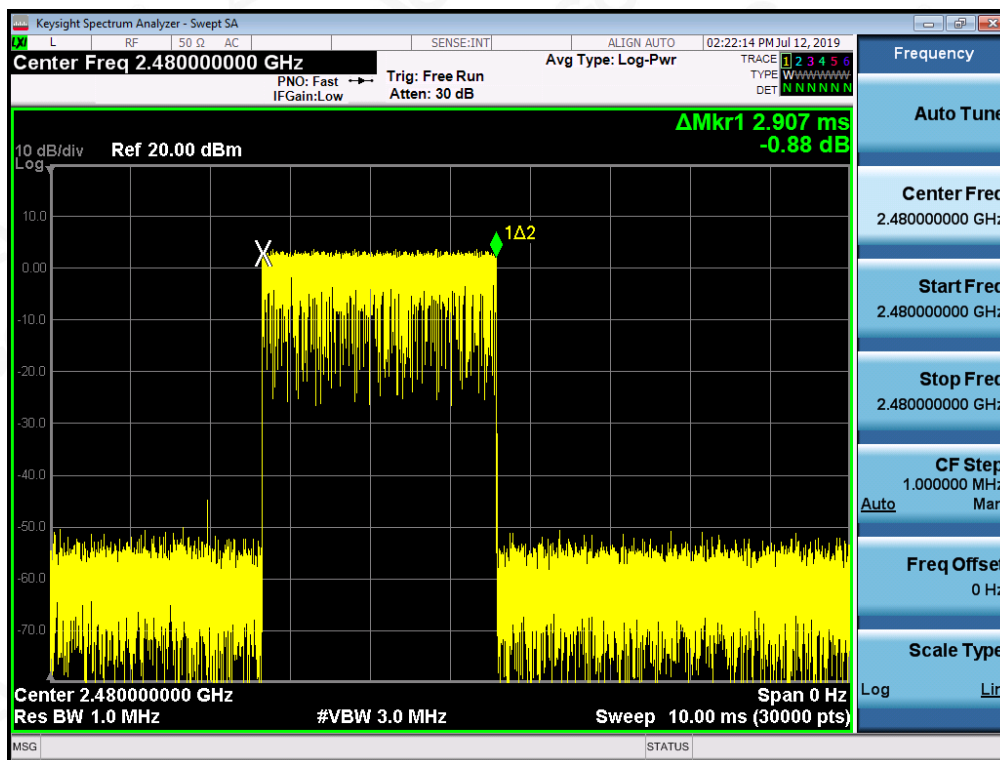 Keysight Spectrum Analyzer - Swept SA
LXI L RF 50 Ω AC SENSE:INT ALIGN AUTO 02:22:14 PM Jul 12, 2019
Center Freq 2.480000000 GHz
PNO: Fast
IFGain:Low
Trig: Free Run
Atten: 30 dB
Avg Type: Log-Pwr
TRACE 1 2 3 4 5 6
TYPE W
DET N N N N N N
ΔMkr1 2.907 ms
-0.88 dB
10 dB/div Ref 20.00 dBm
Log
10.0
0.00
-10.0
-20.0
-30.0
-40.0
-50.0
-60.0
-70.0
X
1Δ2
Center 2.480000000 GHz Span 0 Hz
Res BW 1.0 MHz #VBW 3.0 MHz Sweep 10.00 ms (30000 pts)
MSG STATUS
Frequency
Auto Tune
Center Freq
2.480000000 GHz
Start Freq
2.480000000 GHz
Stop Freq
2.480000000 GHz
CF Step
1.000000 MHz
Auto Man
Freq Offset
0 Hz
Scale Type
Log Lin